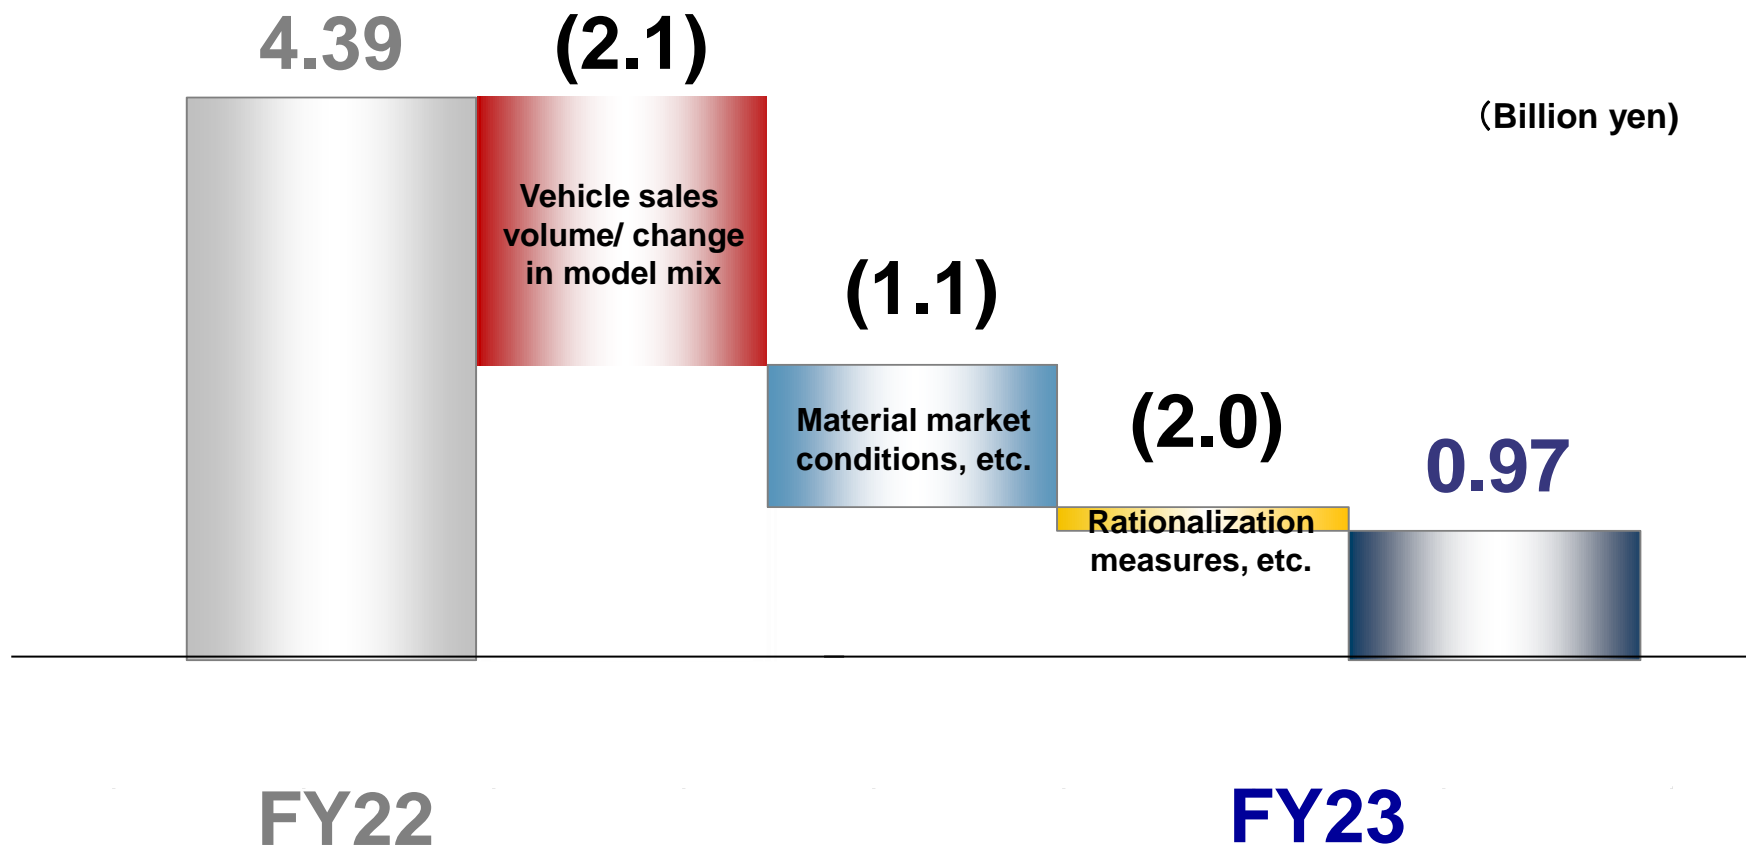 4.39
(2.1)
（Billion yen)
Vehicle sales
volume/ change
in model mix
(1.1)
Material market
conditions, etc.
(2.0)
Rationalization
measures, etc.
0.97
FY22
FY23